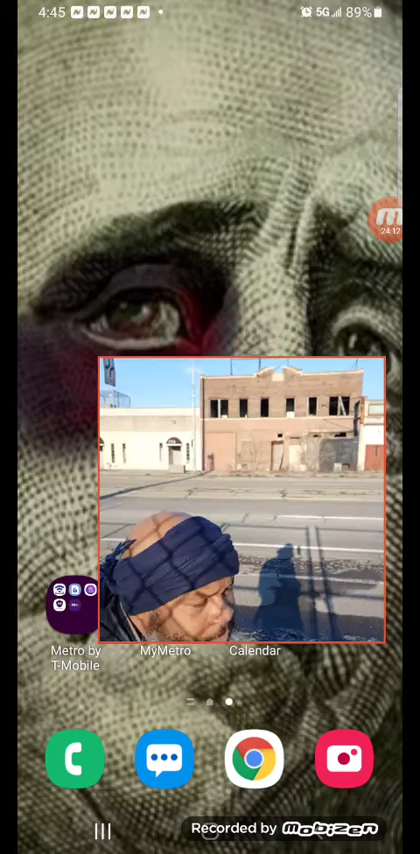 4:45
5G
89%
24:12
Metro by
T-Mobile
MyMetro
Calendar
Recorded by mobizen